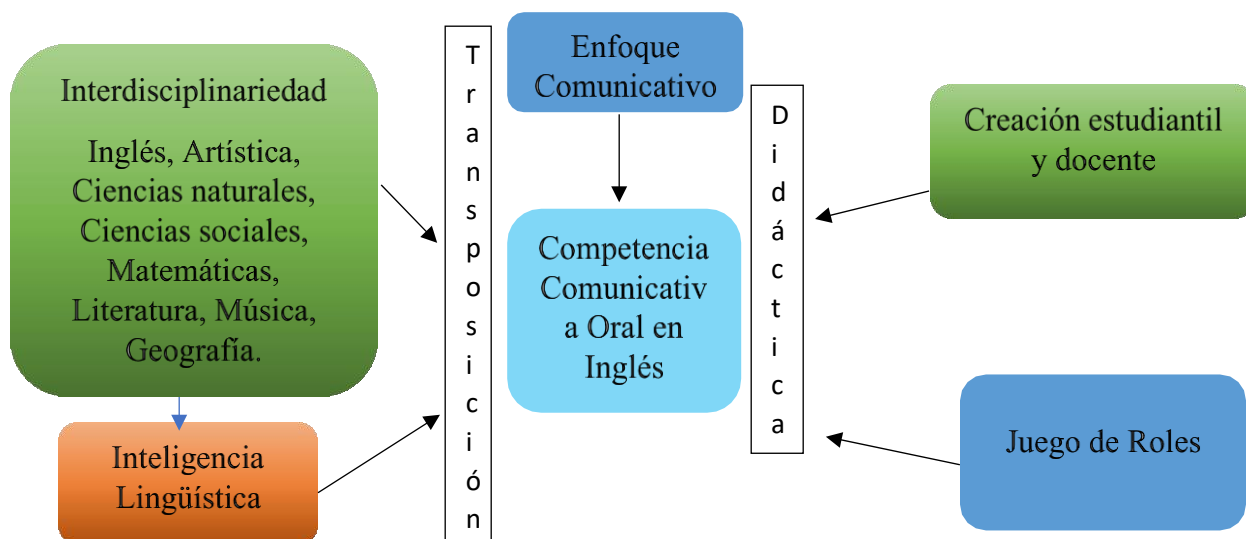 Interdisciplinariedad
Inglés, Artística,
Ciencias naturales,
Ciencias sociales,
Matemáticas,
Literatura, Música,
Geografía.
Inteligencia
Lingüística
T
r
a
n
s
p
o
s
i
c
i
ó
n
Enfoque
Comunicativo
Competencia
Comunicativ
a Oral en
Inglés
D
i
d
á
c
t
i
c
a
Creación estudiantil
y docente
Juego de Roles